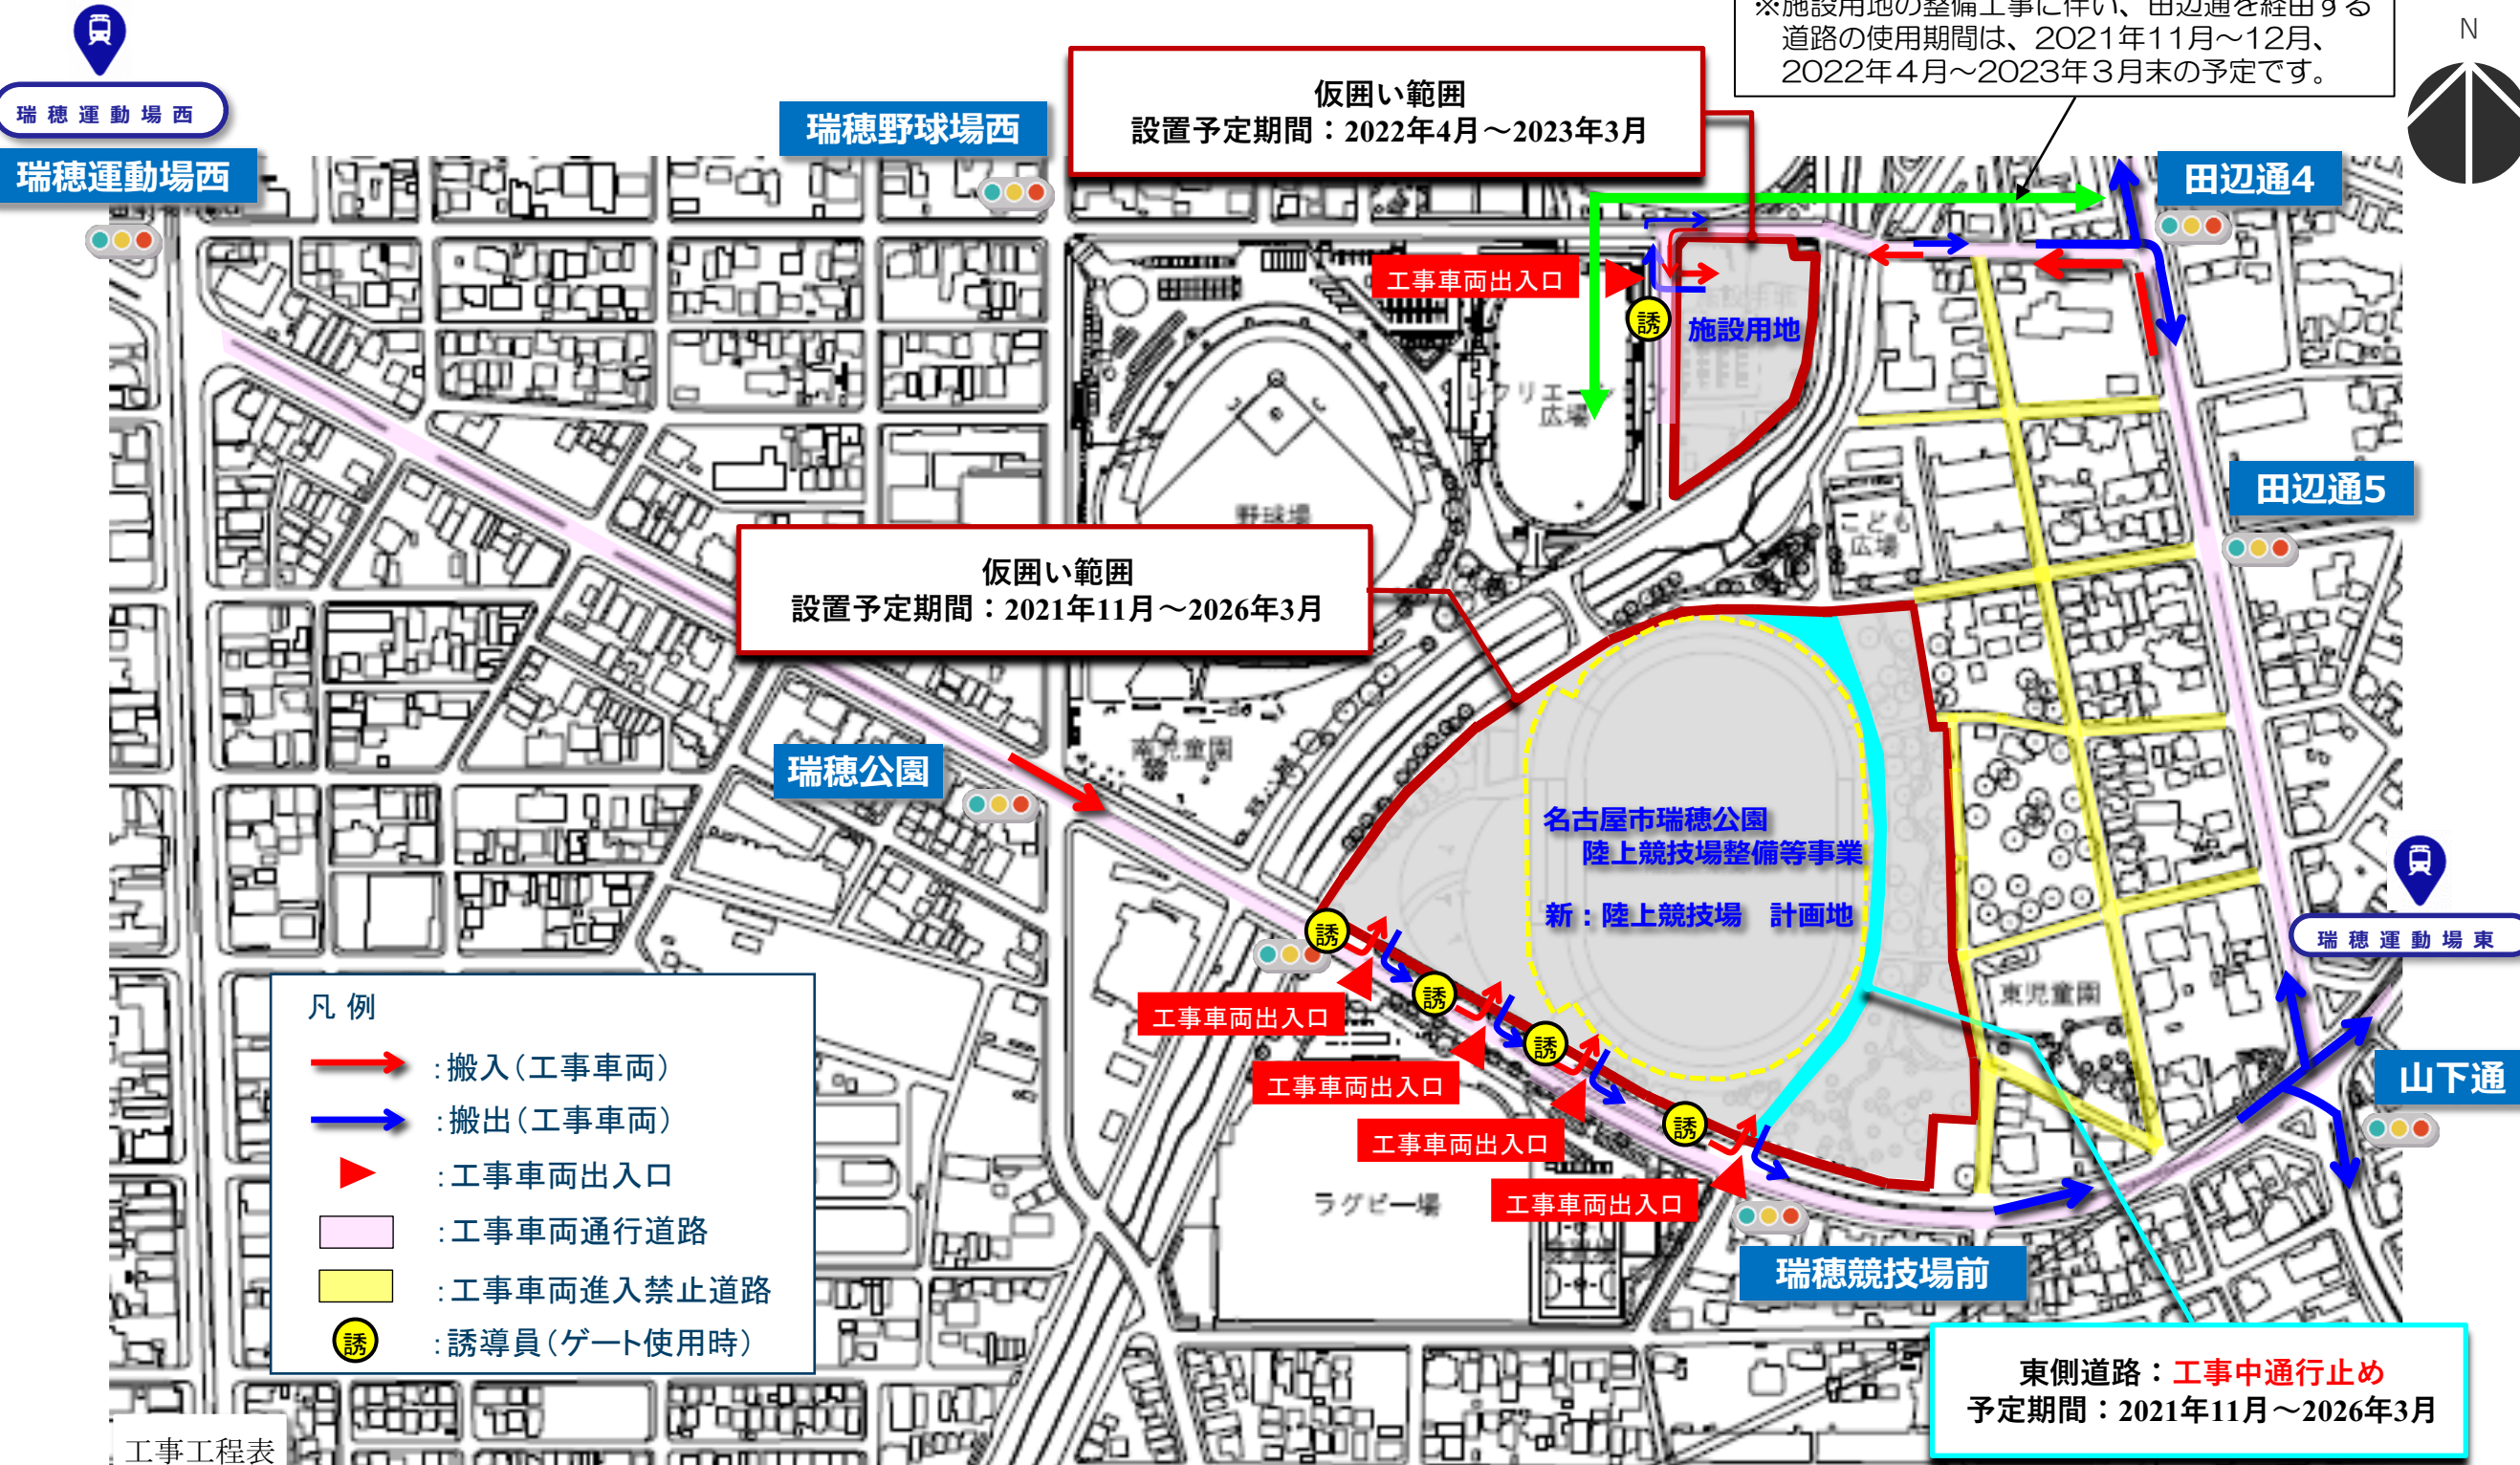 ※施設用地の整備工事に伴い、田辺通を経由する
道路の使用期間は、2021年11月～12月、
2022年４月～2023年３月末の予定です。
N
瑞穂運動場西
瑞穂運動場西
瑞穂野球場西
仮囲い範囲
設置予定期間：2022年4月～2023年3月
田辺通4
工事車両出入口
誘
施設用地
レクリエーション
広場
田辺通5
野球場
こども
広場
仮囲い範囲
設置予定期間：2021年11月～2026年3月
瑞穂公園
南児童園
名古屋市瑞穂公園
陸上競技場整備等事業
新：陸上競技場　計画地
瑞穂運動場東
誘
工事車両出入口
誘
工事車両出入口
誘
工事車両出入口
誘
工事車両出入口
東児童園
山下通
ラグビー場
瑞穂競技場前
凡 例
：搬入（工事車両）
：搬出（工事車両）
：工事車両出入口
：工事車両通行道路
：工事車両進入禁止道路
誘 ：誘導員（ゲート使用時）
東側道路：工事中通行止め
予定期間：2021年11月～2026年3月
工事工程表